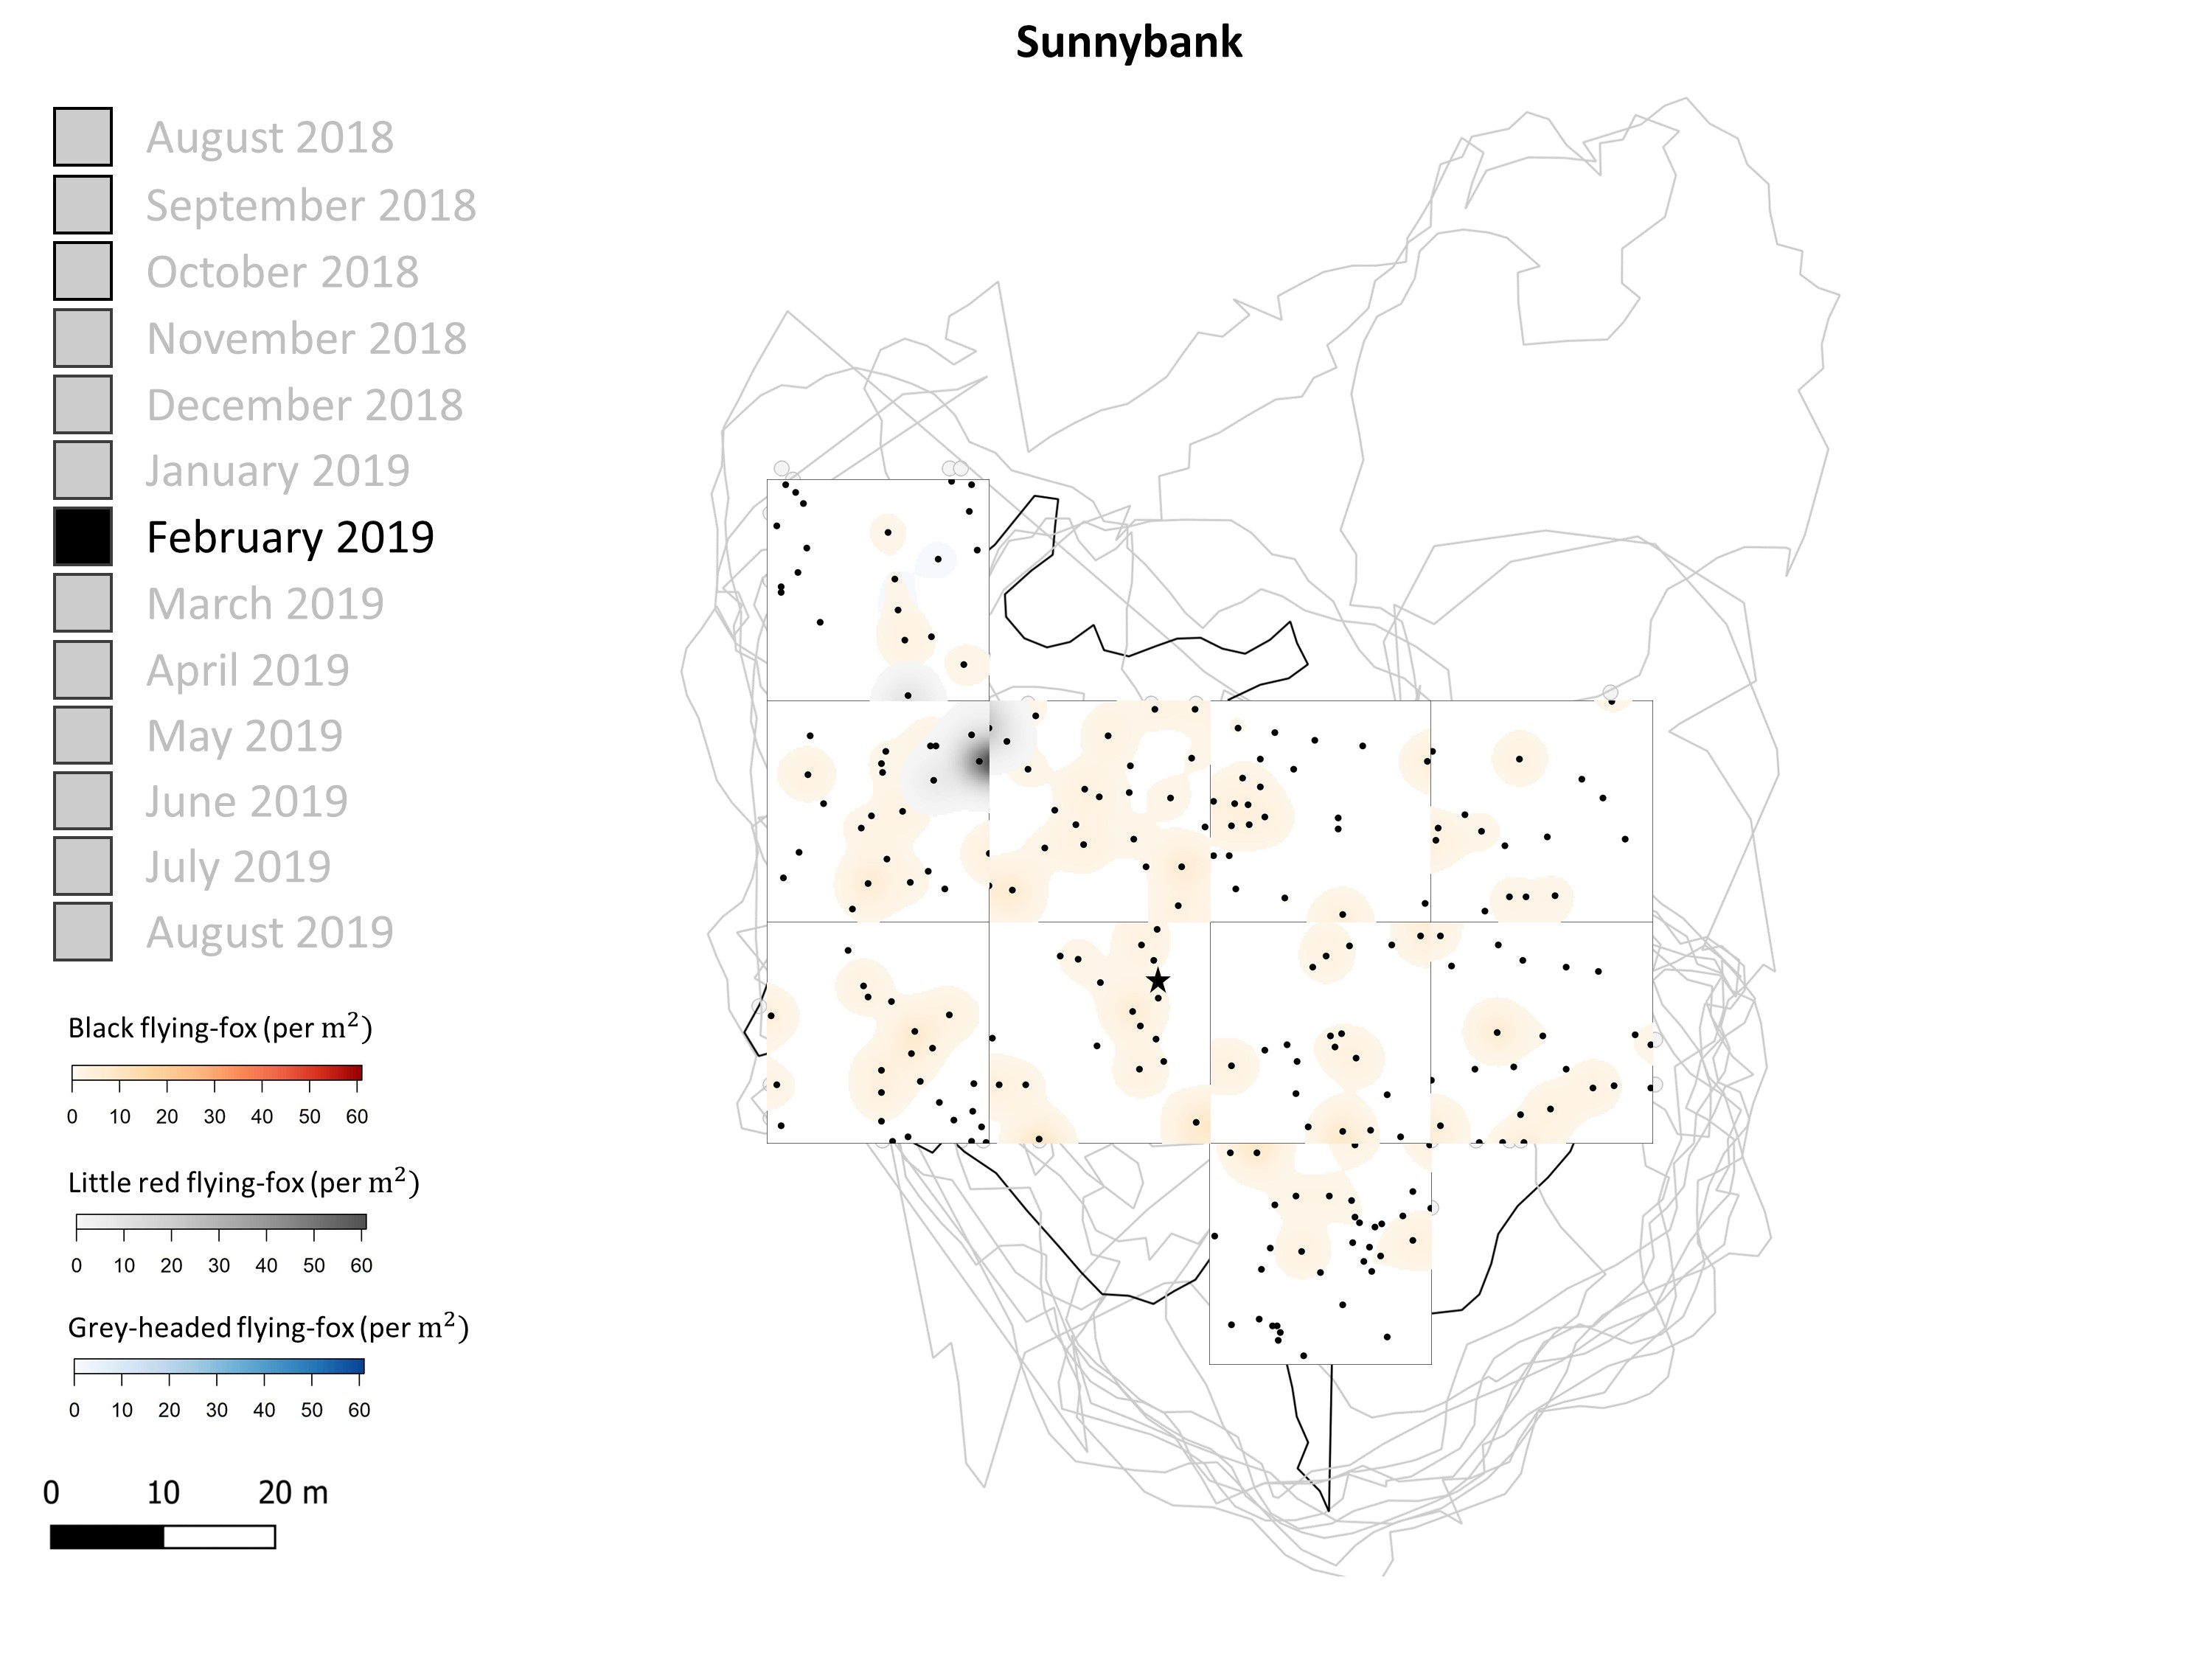 Sunnybank
August 2018
September 2018
October 2018
November 2018
December 2018
January 2019
February 2019
March 2019
April 2019
May 2019
June 2019
July 2019
August 2019
Black flying-fox (per m²)
0 10 20 30 40 50 60
Little red flying-fox (per m²)
0 10 20 30 40 50 60
Grey-headed flying-fox (per m²)
0 10 20 30 40 50 60
0 10 20 m